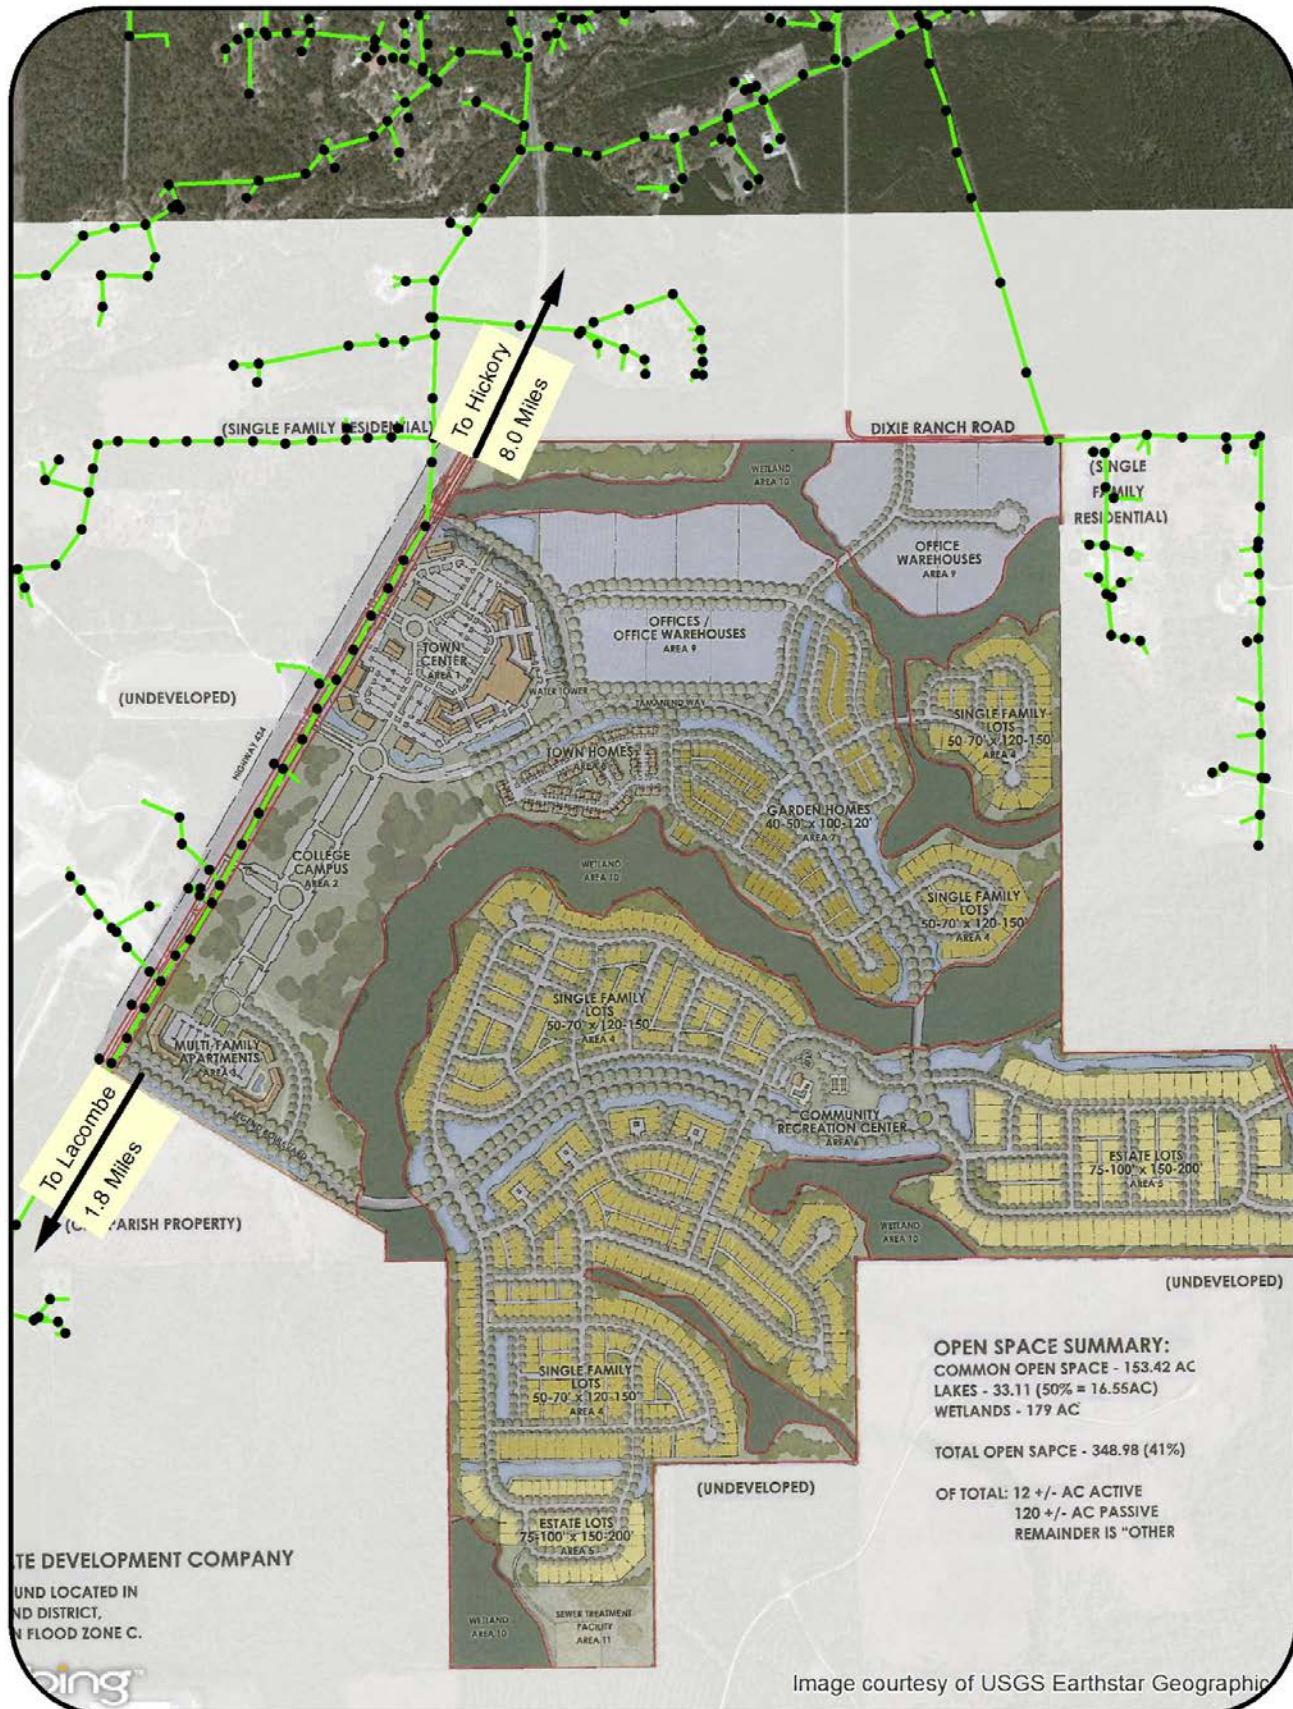 To Hickory
8.0 Miles
(SINGLE FAMILY RESIDENTIAL)
DIXIE RANCH ROAD
WETLAND
AREA 10
(SINGLE
FAMILY
RESIDENTIAL)
OFFICE
WAREHOUSES
AREA 9
OFFICES /
OFFICE WAREHOUSES
AREA 9
TOWN
CENTER
AREA 1
WATER TOWER
TAMANEND WAY
(UNDEVELOPED)
HIGHWAY 434
SINGLE FAMILY
LOTS
50-70' x 120-150'
AREA 4
TOWN HOMES
AREA 8
GARDEN HOMES
40-50' x 100-120'
AREA 7
COLLEGE
CAMPUS
AREA 2
WETLAND
AREA 10
SINGLE FAMILY
LOTS
50-70' x 120-150'
AREA 4
SINGLE FAMILY
LOTS
50-70' x 120-150'
AREA 4
MULTI-FAMILY
APARTMENTS
AREA 3
To Lacombe
1.8 Miles
COMMUNITY
RECREATION CENTER
AREA 6
ESTATE LOTS
75-100' x 150-200'
AREA 5
PARISH PROPERTY)
WETLAND
AREA 10
(UNDEVELOPED)
OPEN SPACE SUMMARY:
COMMON OPEN SPACE - 153.42 AC
LAKES - 33.11 (50% = 16.55AC)
WETLANDS - 179 AC
TOTAL OPEN SAPCE - 348.98 (41%)
OF TOTAL: 12 +/- AC ACTIVE
120 +/- AC PASSIVE
REMAINDER IS "OTHER
SINGLE FAMILY
LOTS
50-70' x 120-150'
AREA 4
(UNDEVELOPED)
ESTATE LOTS
75-100' x 150-200'
AREA 5
WETLAND
AREA 10
SEWER TREATMENT
FACILITY
AREA 11
TE DEVELOPMENT COMPANY
UND LOCATED IN
ND DISTRICT,
N FLOOD ZONE C.
bing
Image courtesy of USGS Earthstar Geographic